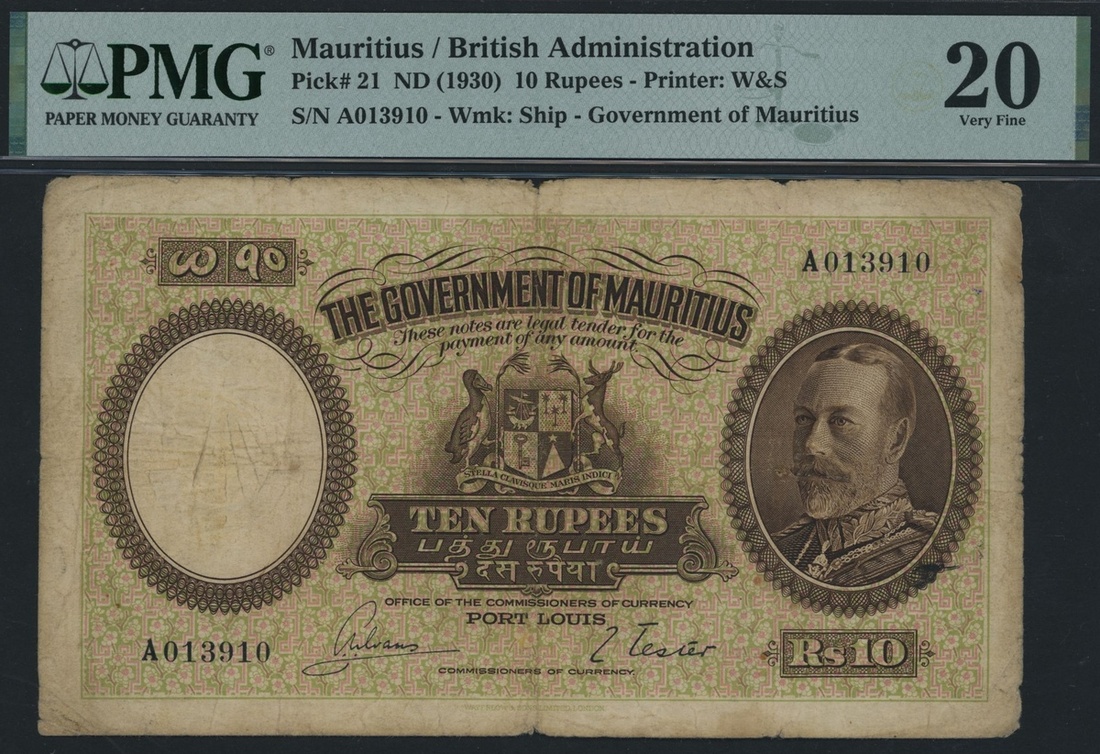 PMG®
PAPER MONEY GUARANTY
Mauritius / British Administration
Pick# 21 ND (1930) 10 Rupees - Printer: W&S
S/N A013910 - Wmk: Ship - Government of Mauritius
20
Very Fine
௰ १०
A013910
THE GOVERNMENT OF MAURITIUS
These notes are legal tender for the
payment of any amount.
STELLA CLAVISQUE MARIS INDICI
TEN RUPEES
பத்து ரூபாய்
दस रुपैया
OFFICE OF THE COMMISSIONERS OF CURRENCY
PORT LOUIS
A013910
COMMISSIONERS OF CURRENCY.
Rs 10